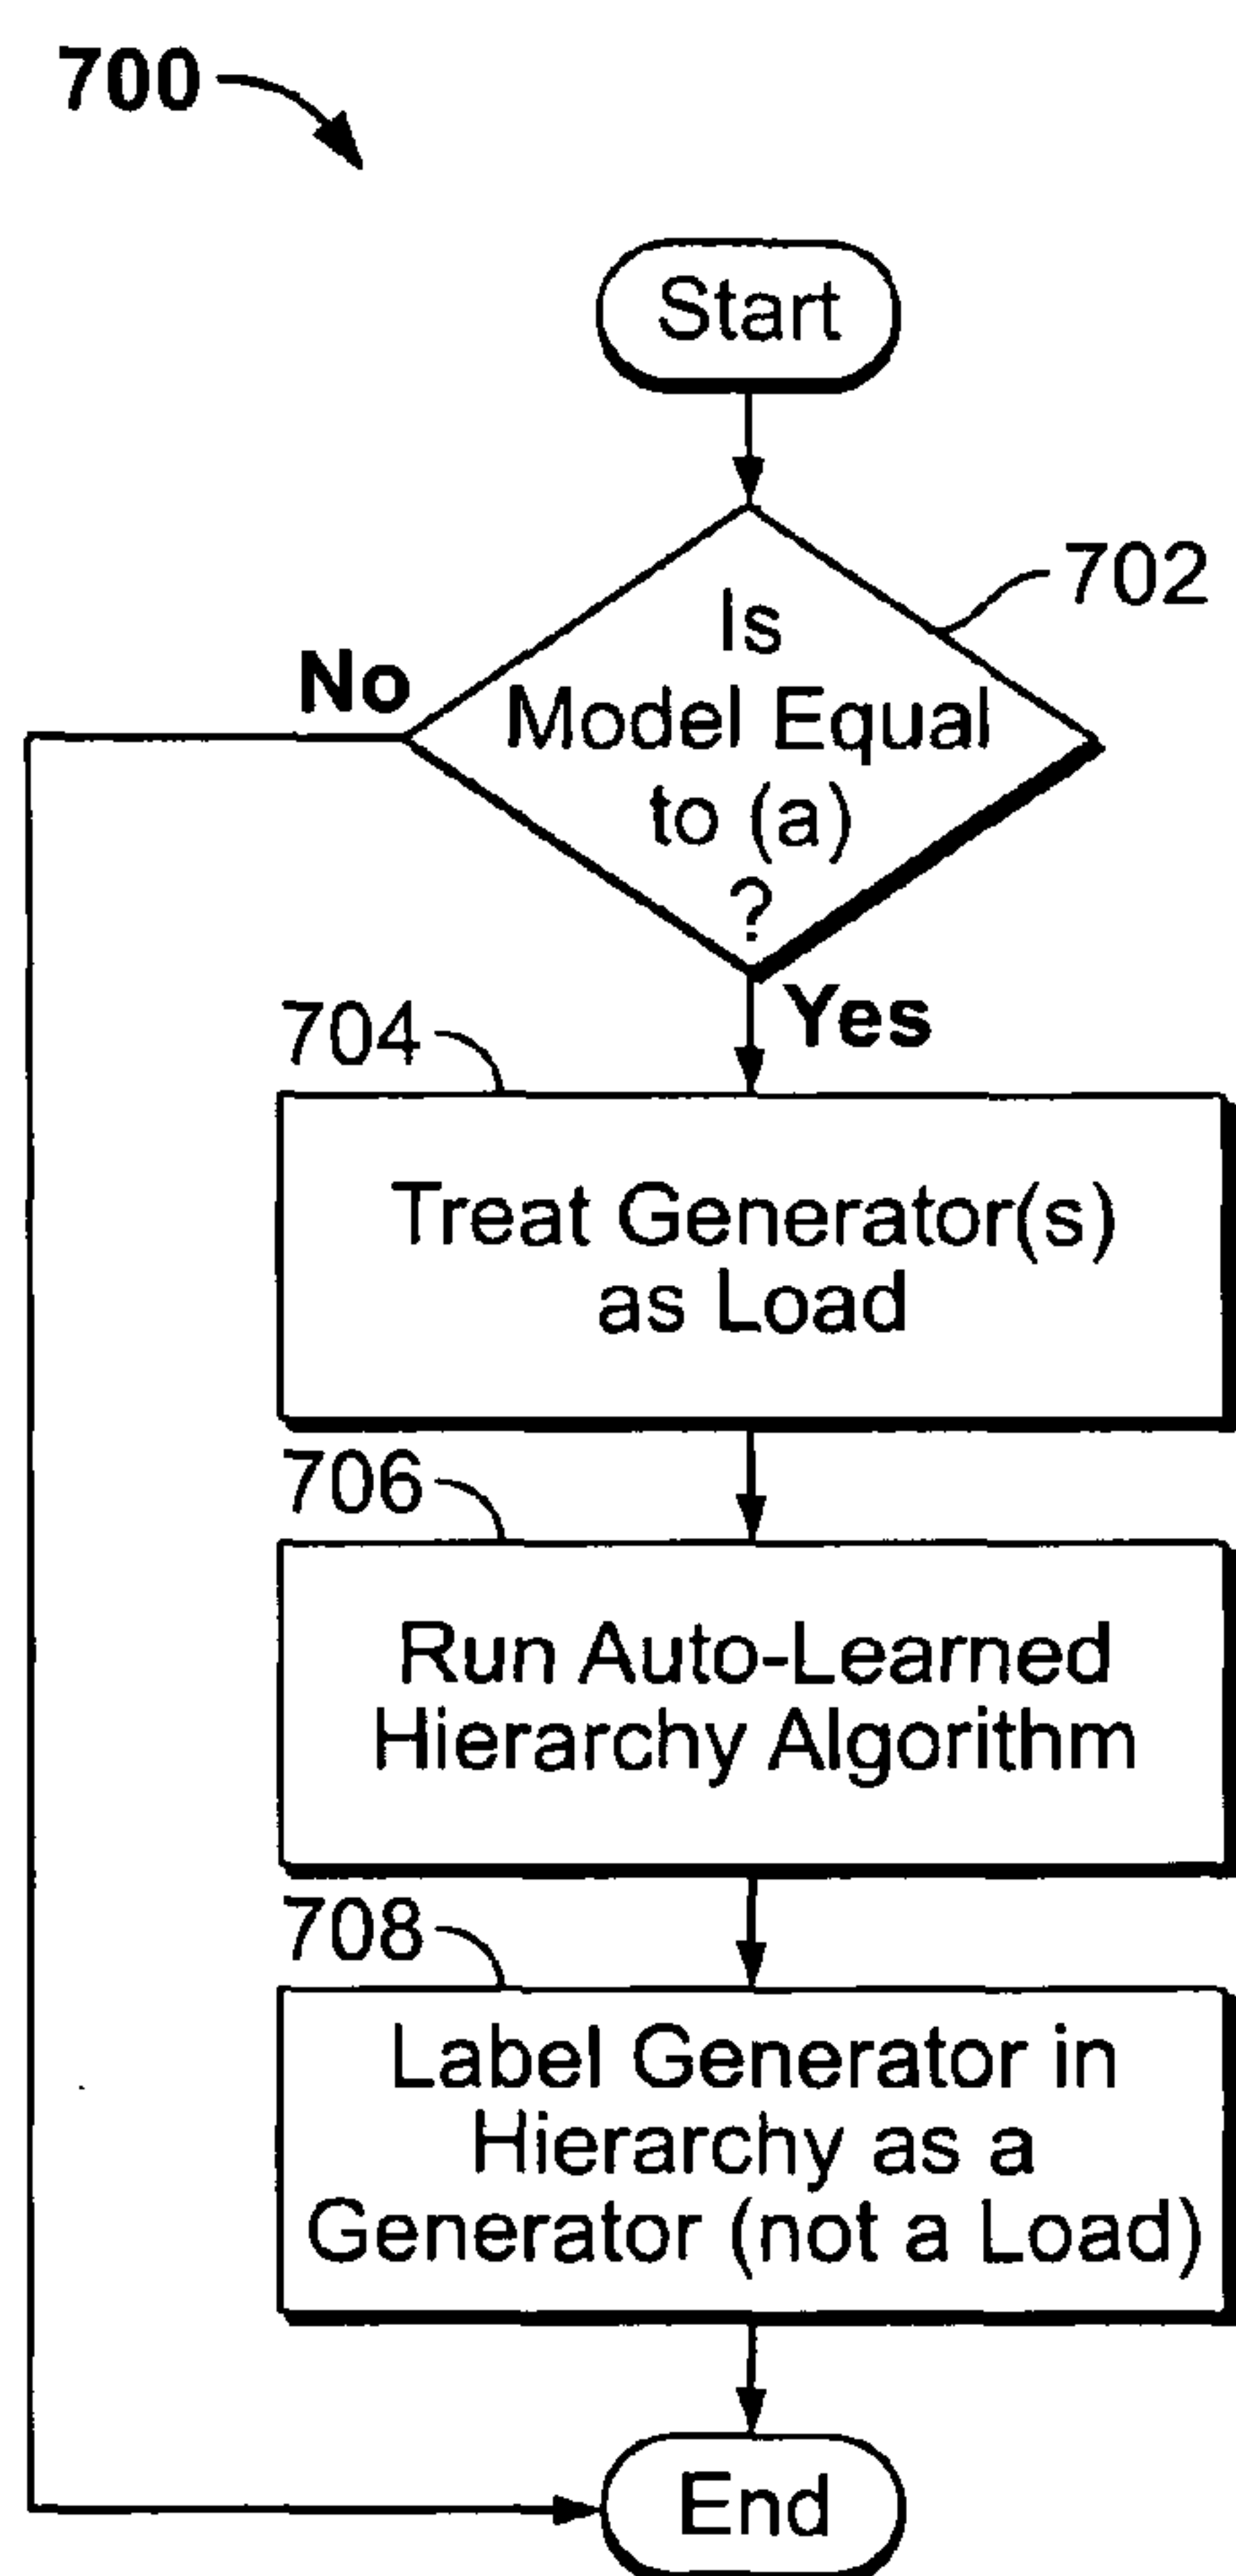 700
Start
702
Is
Model Equal
to (a)
?
No
Yes
704
Treat Generator(s)
as Load
706
Run Auto-Learned
Hierarchy Algorithm
708
Label Generator in
Hierarchy as a
Generator (not a Load)
End